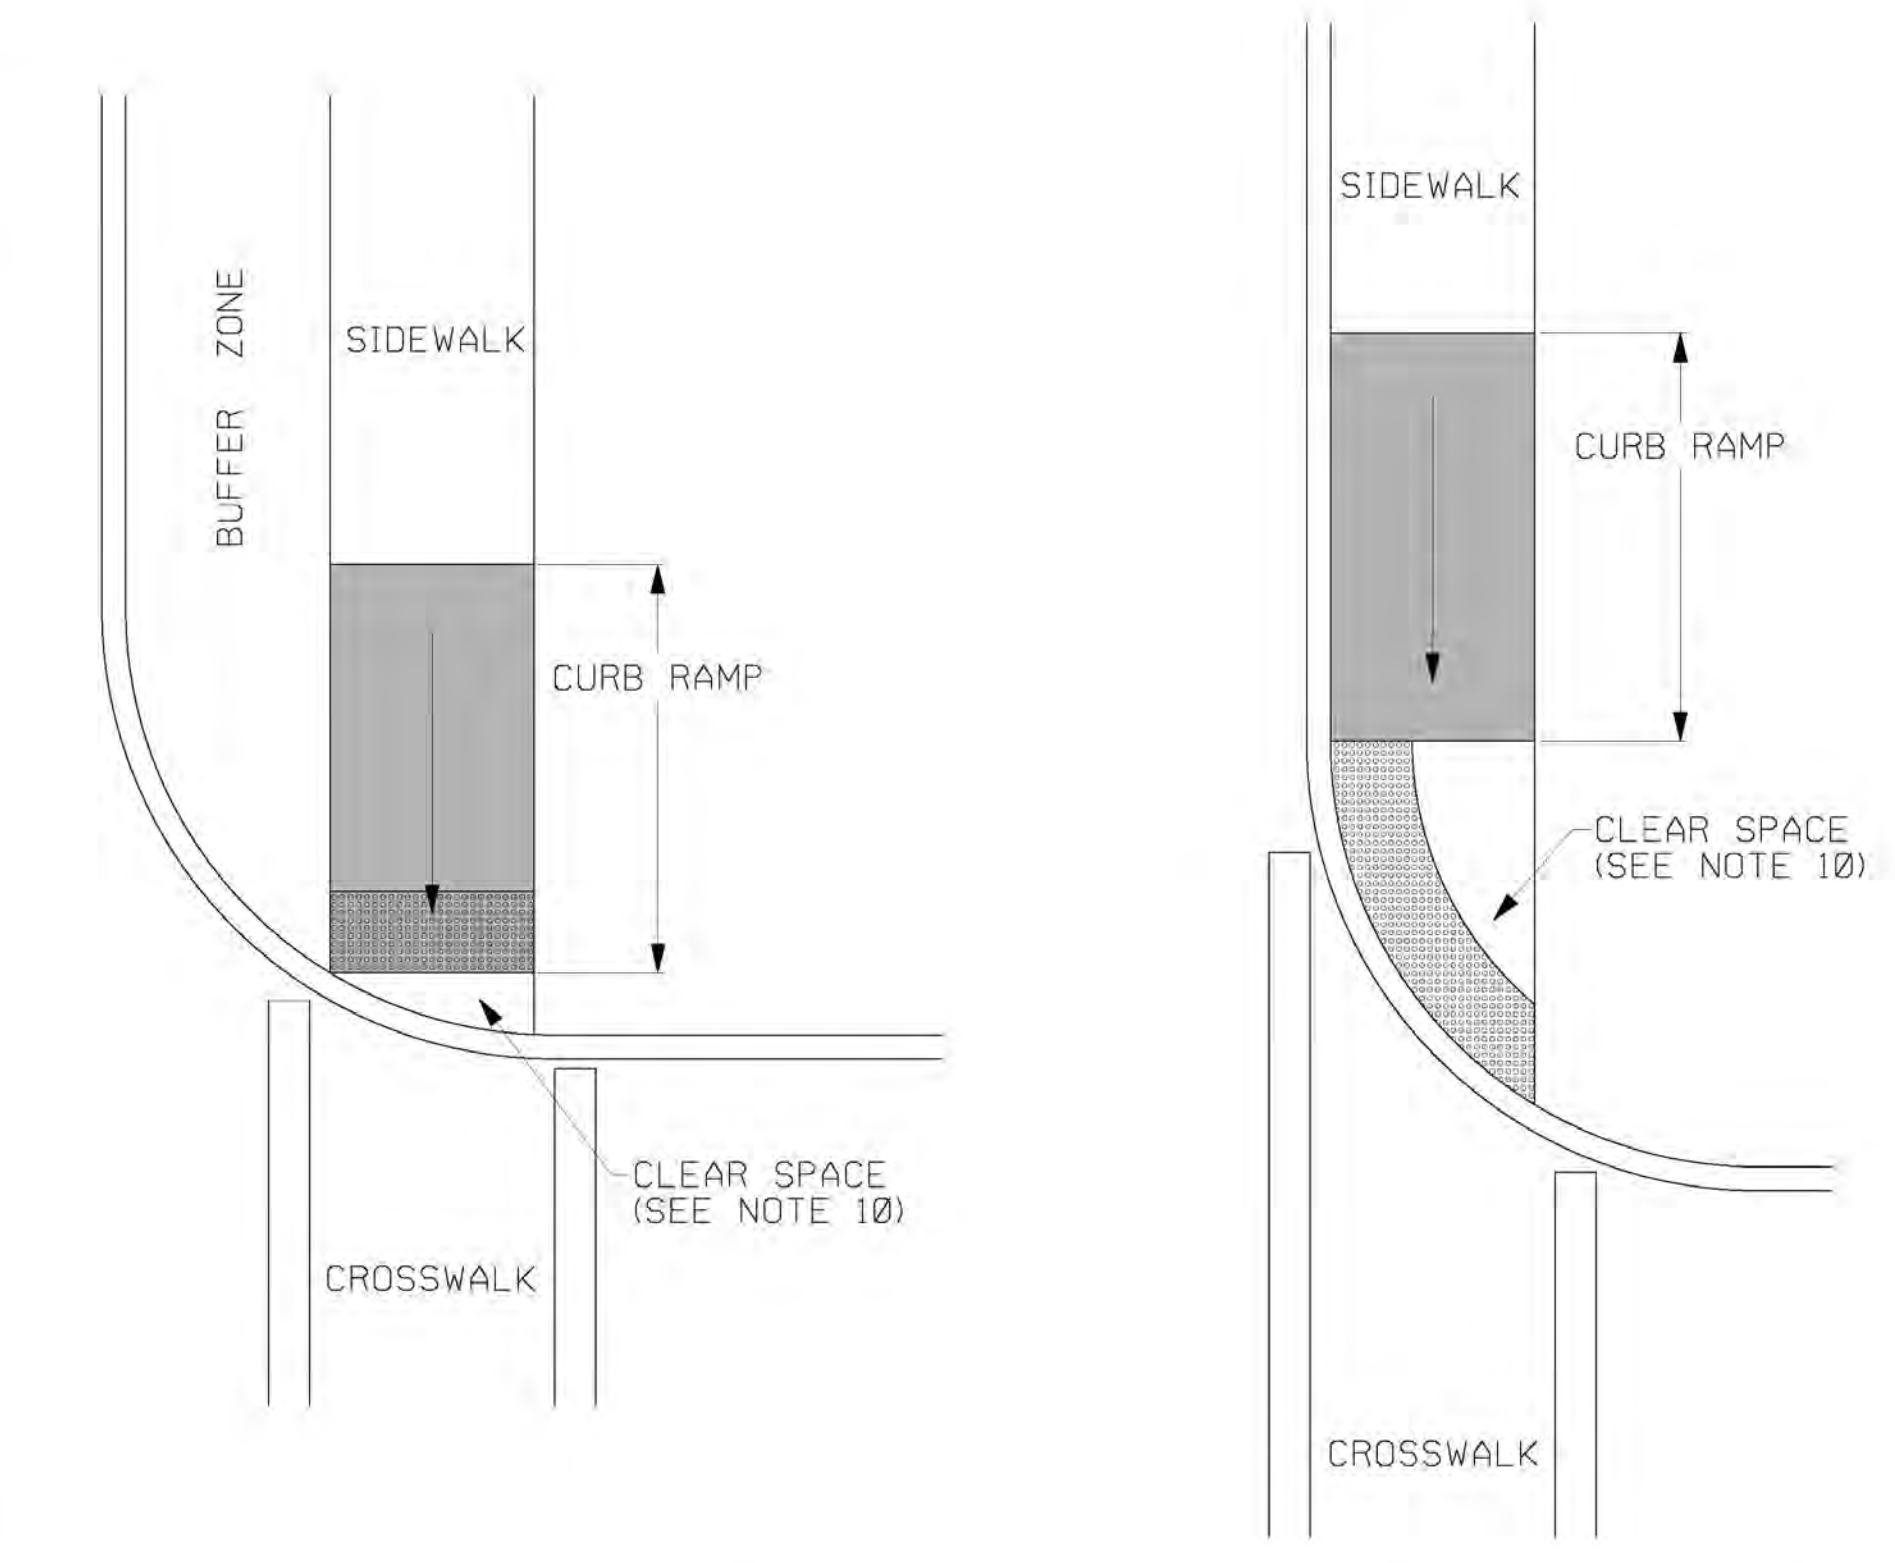 BUFFER ZONE
SIDEWALK
CURB RAMP
CLEAR SPACE
(SEE NOTE 10)
CROSSWALK
SIDEWALK
CURB RAMP
CLEAR SPACE
(SEE NOTE 10)
CROSSWALK